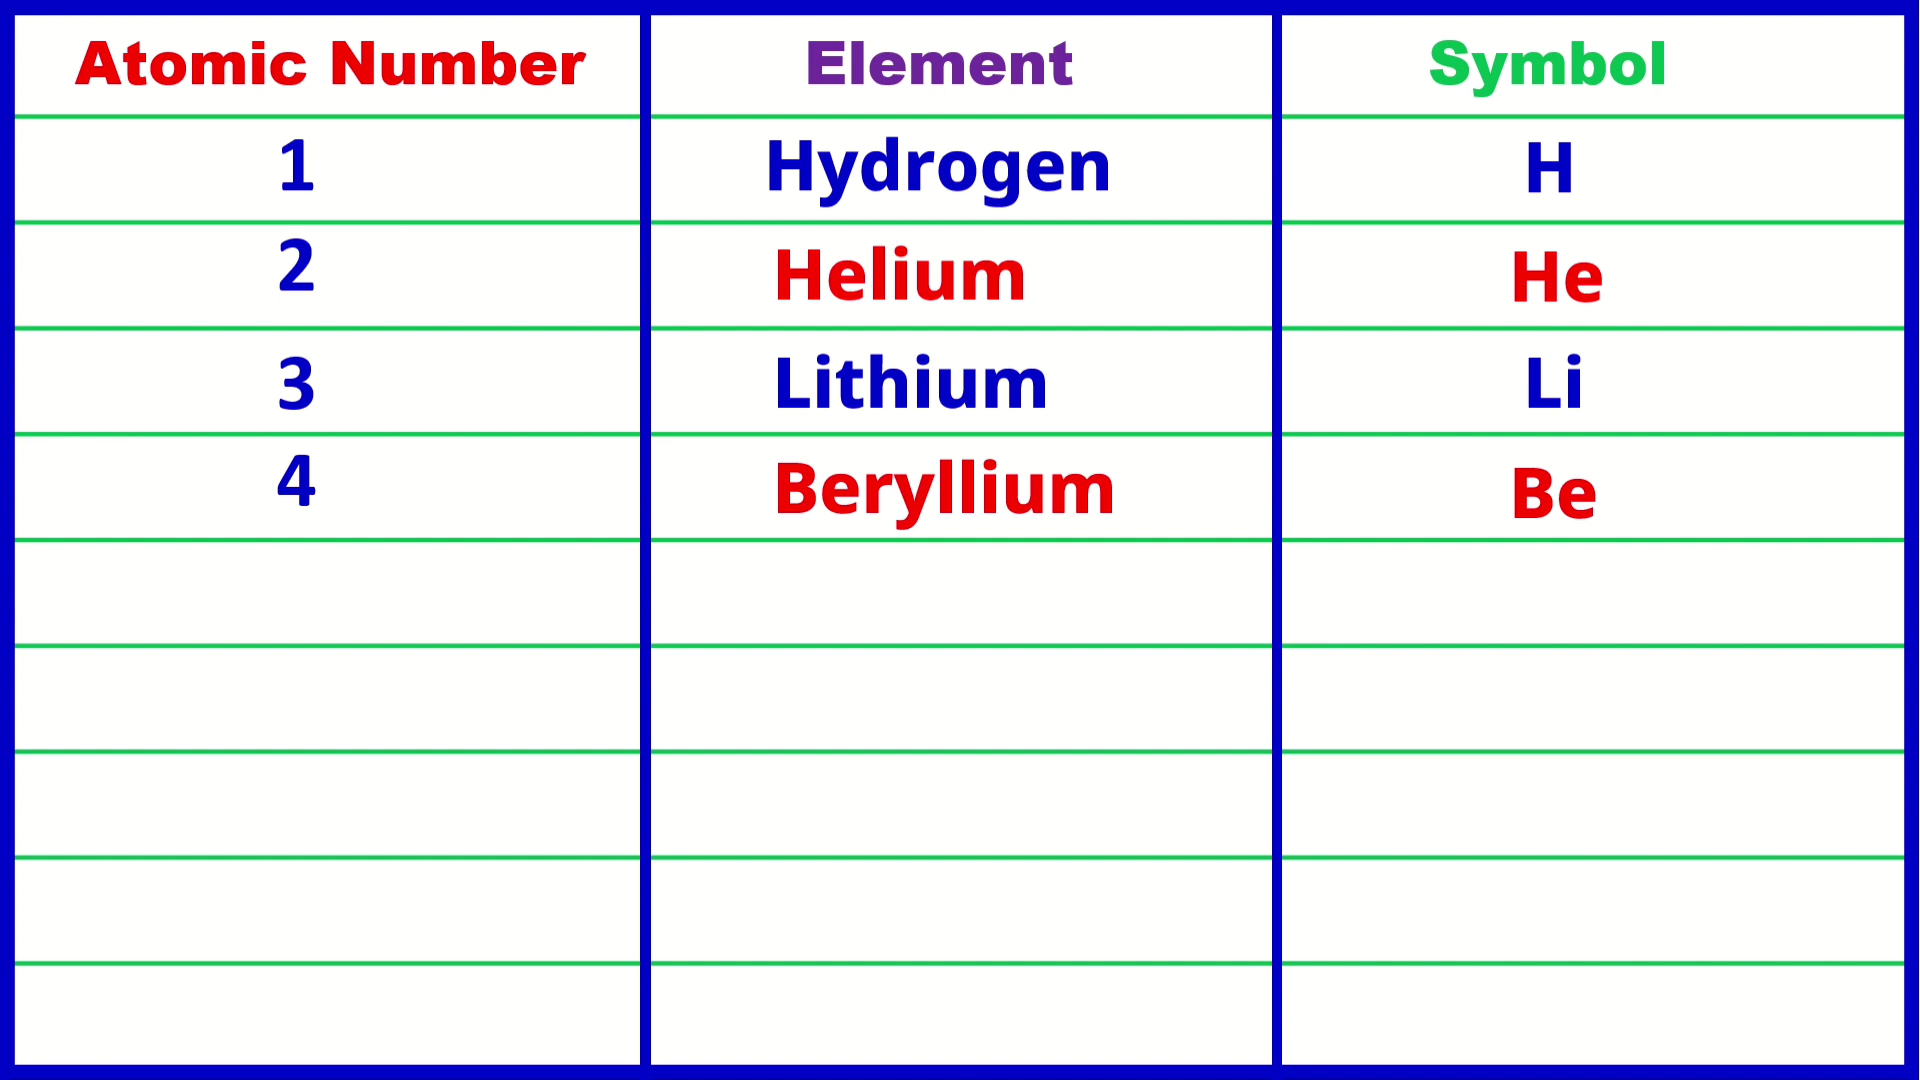 Atomic Number Element Symbol
1 Hydrogen H
2 Helium He
3 Lithium Li
4 Beryllium Be